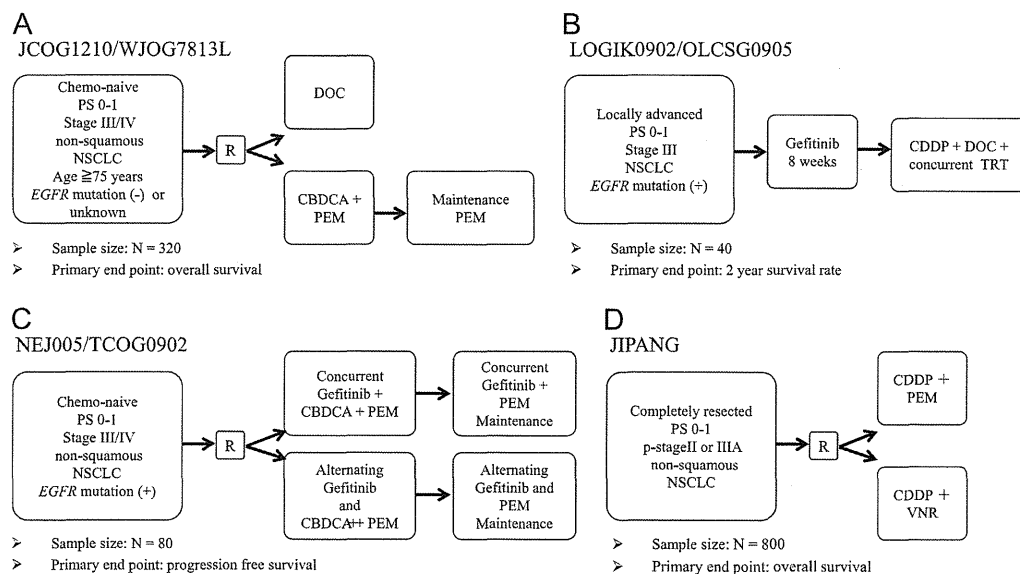 A
JCOG1210/WJOG7813L
Chemo-naive
PS 0-1
Stage III/IV
non-squamous
NSCLC
Age ≧75 years
EGFR mutation (-) or
unknown
R
DOC
CBDCA +
PEM
Maintenance
PEM
➢ Sample size: N = 320
➢ Primary end point: overall survival
B
LOGIK0902/OLCSG0905
Locally advanced
PS 0-1
Stage III
NSCLC
EGFR mutation (+)
Gefitinib
8 weeks
CDDP + DOC +
concurrent TRT
➢ Sample size: N = 40
➢ Primary end point: 2 year survival rate
C
NEJ005/TCOG0902
Chemo-naive
PS 0-1
Stage III/IV
non-squamous
NSCLC
EGFR mutation (+)
R
Concurrent
Gefitinib +
CBDCA + PEM
Concurrent
Gefitinib +
PEM
Maintenance
Alternating
Gefitinib
and
CBDCA++ PEM
Alternating
Gefitinib and
PEM
Maintenance
➢ Sample size: N = 80
➢ Primary end point: progression free survival
D
JIPANG
Completely resected
PS 0-1
p-stageII or IIIA
non-squamous
NSCLC
R
CDDP +
PEM
CDDP +
VNR
➢ Sample size: N = 800
➢ Primary end point: overall survival